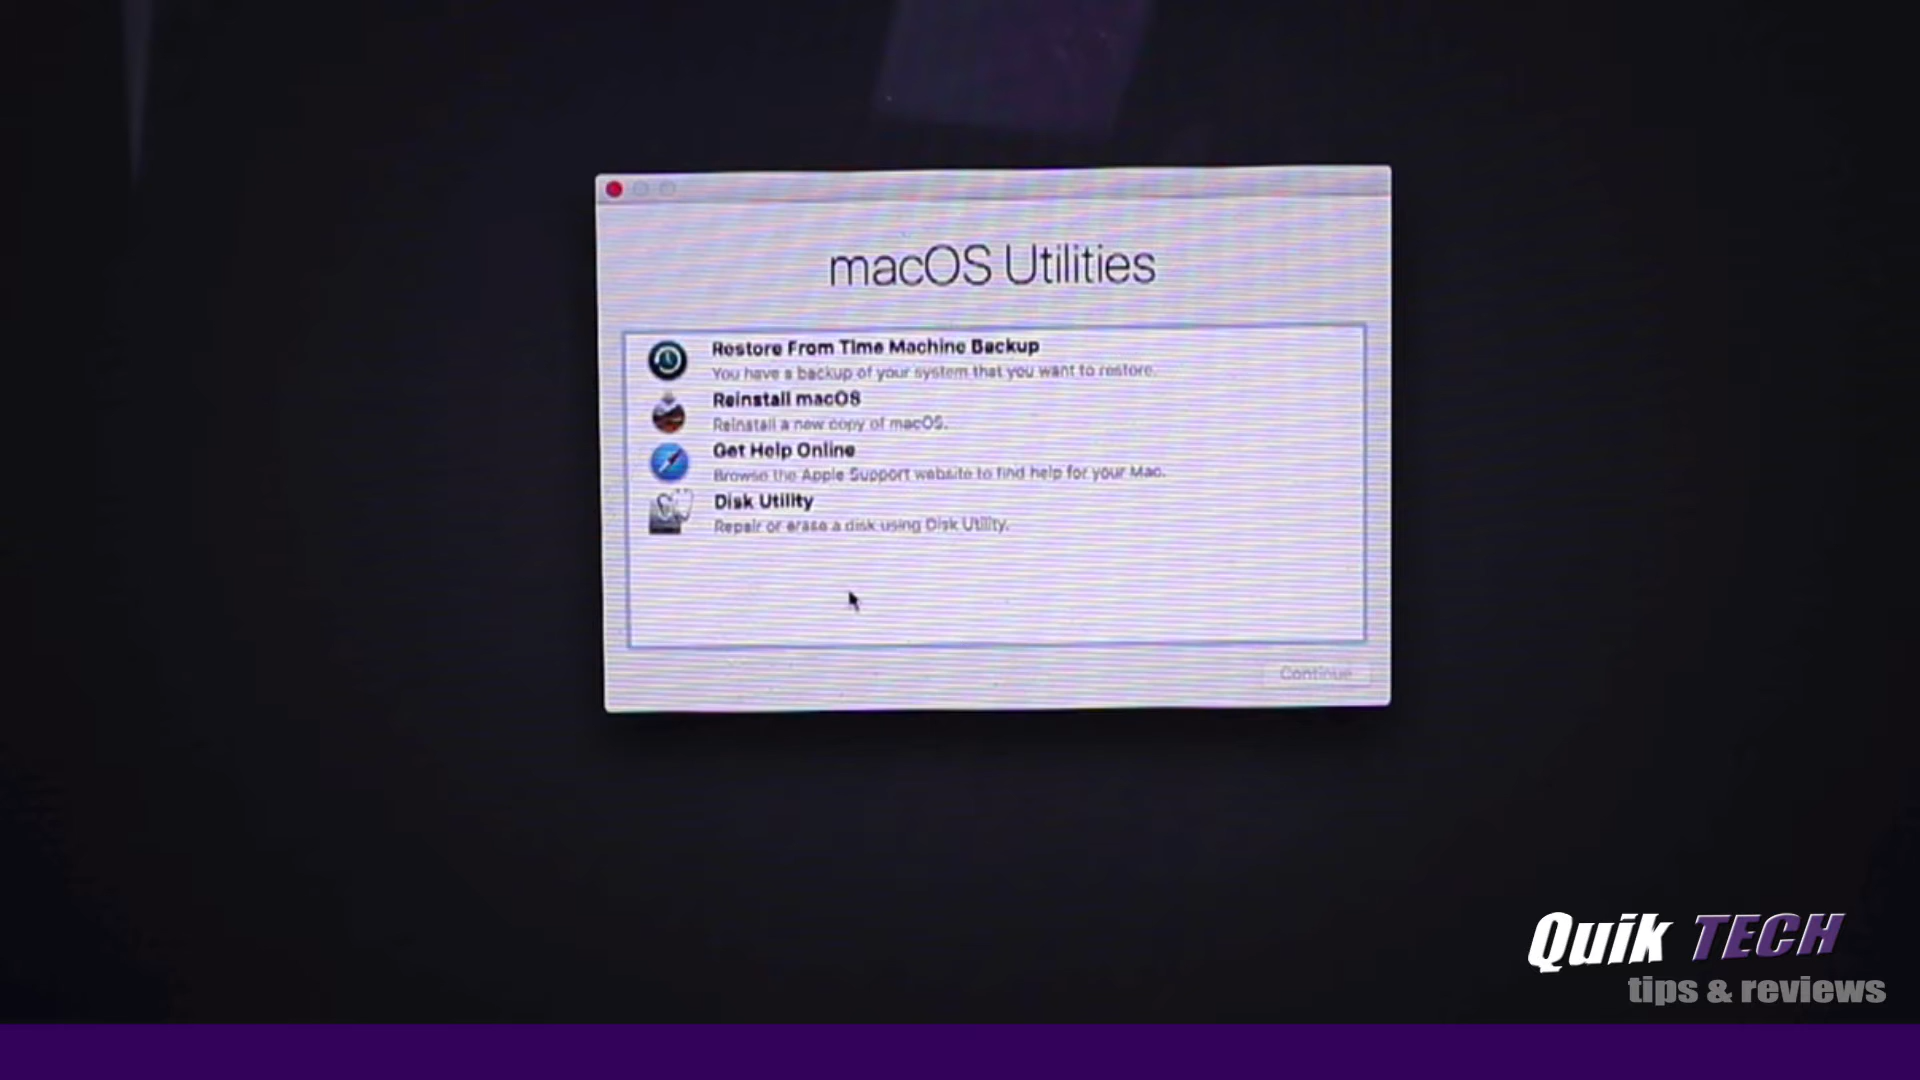 macOS Utilities
Restore From Time Machine Backup
You have a backup of your system that you want to restore.
Reinstall macOS
Reinstall a new copy of macOS.
Get Help Online
Browse the Apple Support website to find help for your Mac.
Disk Utility
Repair or erase a disk using Disk Utility.
Continue
Quik TECH
tips & reviews